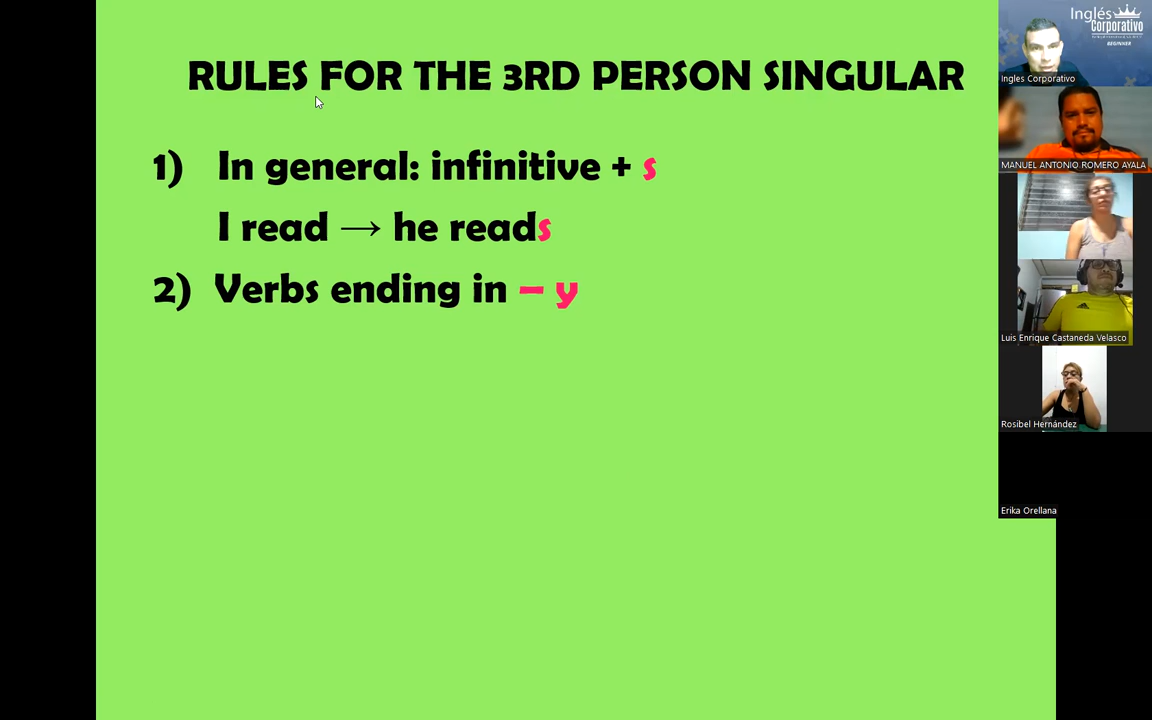 RULES FOR THE 3RD PERSON SINGULAR
1) In general: infinitive + s
I read → he reads
2) Verbs ending in – y
Inglés
Corporativo
BEGINNER
Ingles Corporativo
MANUEL ANTONIO ROMERO AYALA
Luis Enrique Castaneda Velasco
Rosibel Hernández
Erika Orellana